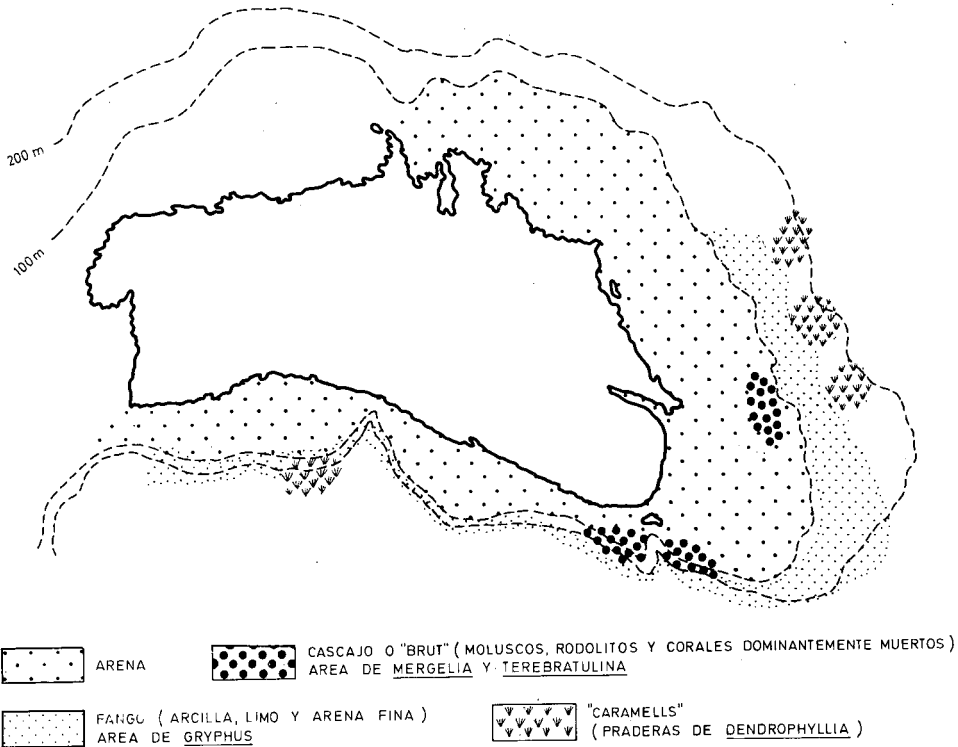 200 m
100 m
ARENA
CASCAJO O "BRUT" ( MOLUSCOS, RODOLITOS Y CORALES DOMINANTEMENTE MUERTOS )
AREA DE MERGELIA Y TEREBRATULINA
FANGO ( ARCILLA, LIMO Y ARENA FINA )
AREA DE GRYPHUS
"CARAMELLS"
( PRADERAS DE DENDROPHYLLIA )